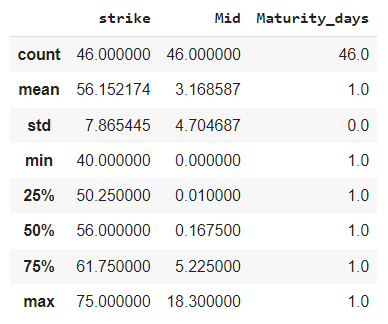 strike Mid Maturity_days
count 46.000000 46.000000 46.0
mean 56.152174 3.168587 1.0
std 7.865445 4.704687 0.0
min 40.000000 0.000000 1.0
25% 50.250000 0.010000 1.0
50% 56.000000 0.167500 1.0
75% 61.750000 5.225000 1.0
max 75.000000 18.300000 1.0